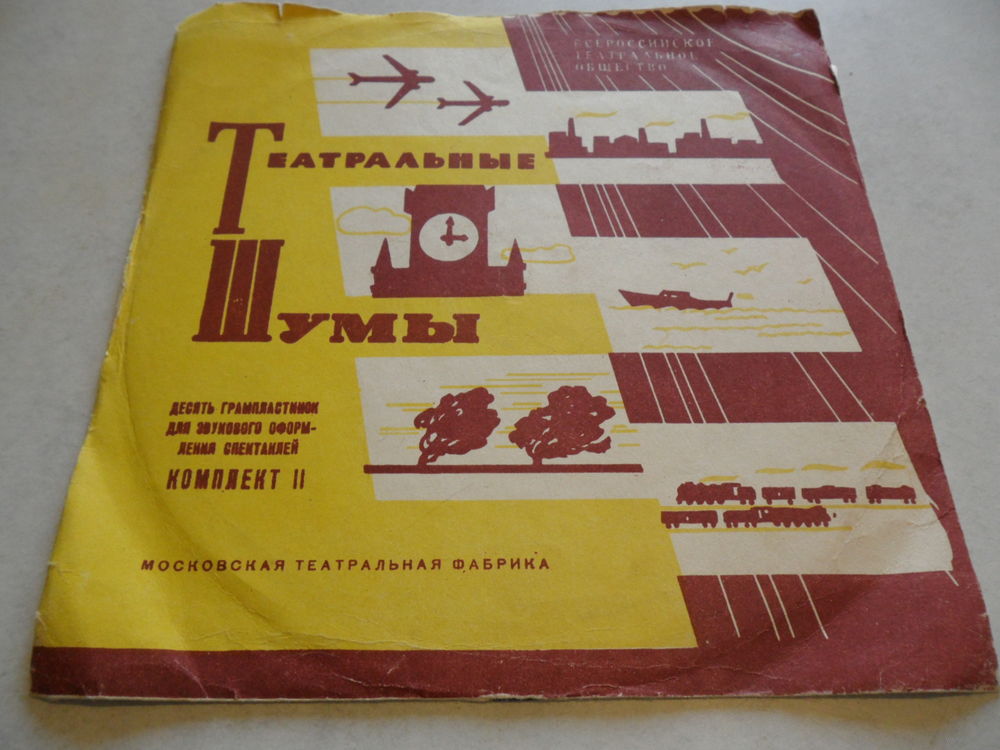 ВСЕРОССИЙСКОЕ
ТЕАТРАЛЬНОЕ
ОБЩЕСТВО
ТЕАТРАЛЬНЫЕ
ШУМЫ
ДЕСЯТЬ ГРАМПЛАСТИНОК
ДЛЯ ЗВУКОВОГО ОФОРМ-
ЛЕНИЯ СПЕКТАКЛЕЙ
КОМПЛЕКТ II
МОСКОВСКАЯ ТЕАТРАЛЬНАЯ ФАБРИКА